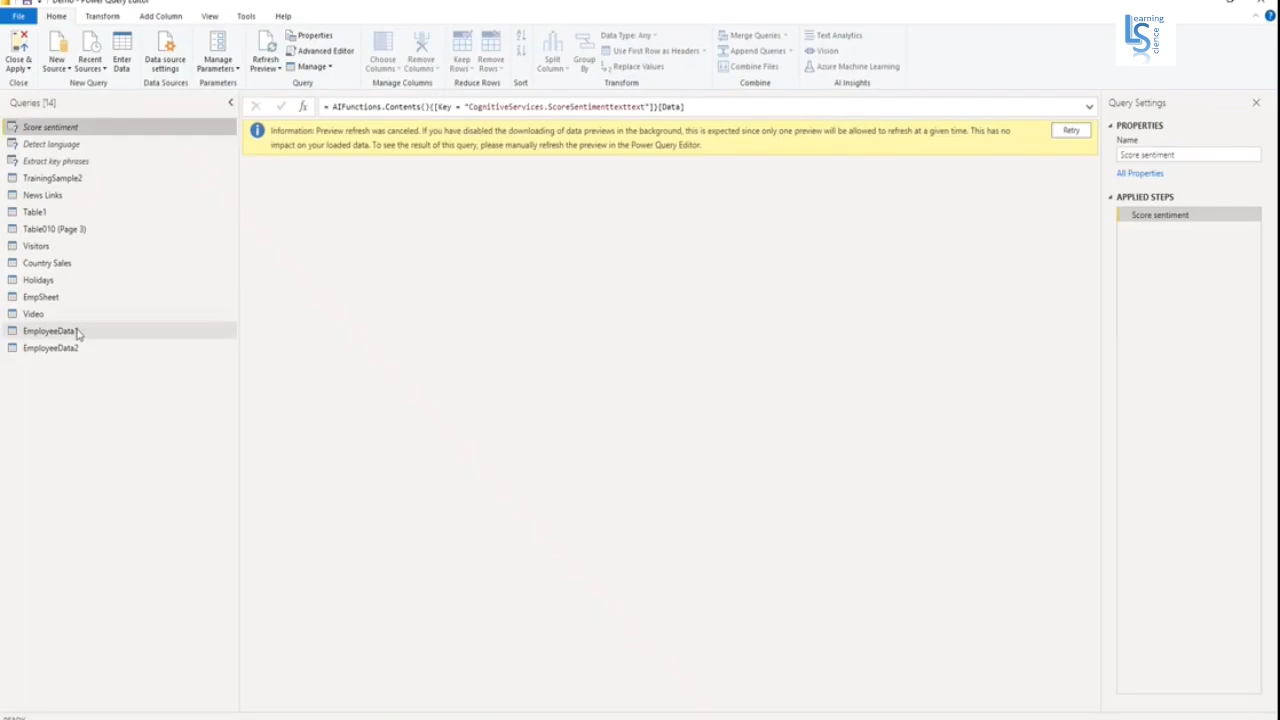 Demo - Power Query Editor
File Home Transform Add Column View Tools Help
Close & Apply
New Source
Recent Sources
Enter Data
Data source settings
Manage Parameters
Refresh Preview
Properties
Advanced Editor
Manage
Choose Columns
Remove Columns
Keep Rows
Remove Rows
Split Column
Group By
Data Type: Any
Use First Row as Headers
Replace Values
Merge Queries
Append Queries
Combine Files
Text Analytics
Vision
Azure Machine Learning
Close New Query Data Sources Parameters Query Manage Columns Reduce Rows Sort Transform Combine AI Insights
Learning Science
Queries [14]
Score sentiment
Detect language
Extract key phrases
TrainingSample2
News Links
Table1
Table010 (Page 3)
Visitors
Country Sales
Holidays
EmpSheet
Video
EmployeeData1
EmployeeData2
= AIFunctions.Contents(){[Key = "CognitiveServices.ScoreSentimenttexttext"]}[Data]
Information: Preview refresh was canceled. If you have disabled the downloading of data previews in the background, this is expected since only one preview will be allowed to refresh at a given time. This has no
impact on your loaded data. To see the result of this query, please manually refresh the preview in the Power Query Editor.
Retry
Query Settings
PROPERTIES
Name
Score sentiment
All Properties
APPLIED STEPS
Score sentiment
READY